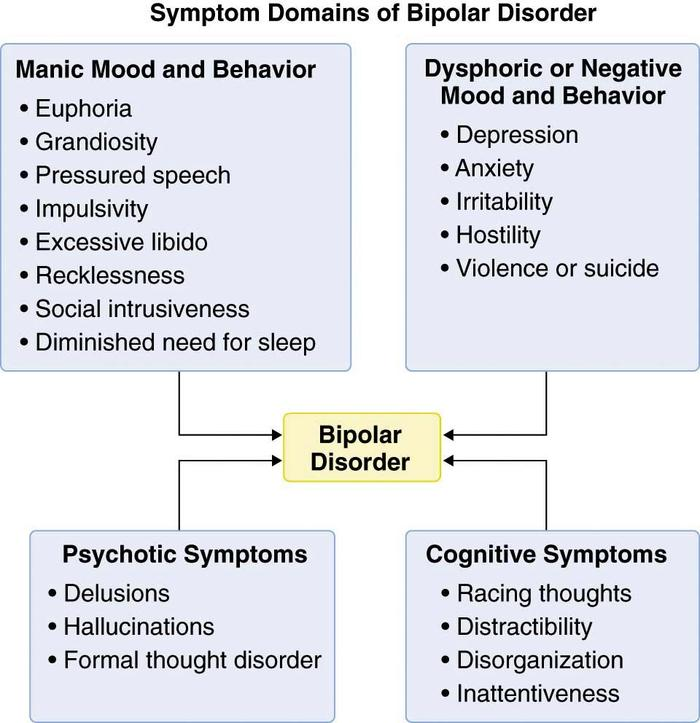 Symptom Domains of Bipolar Disorder
Manic Mood and Behavior
• Euphoria
• Grandiosity
• Pressured speech
• Impulsivity
• Excessive libido
• Recklessness
• Social intrusiveness
• Diminished need for sleep
Dysphoric or Negative
Mood and Behavior
• Depression
• Anxiety
• Irritability
• Hostility
• Violence or suicide
Bipolar
Disorder
Psychotic Symptoms
• Delusions
• Hallucinations
• Formal thought disorder
Cognitive Symptoms
• Racing thoughts
• Distractibility
• Disorganization
• Inattentiveness